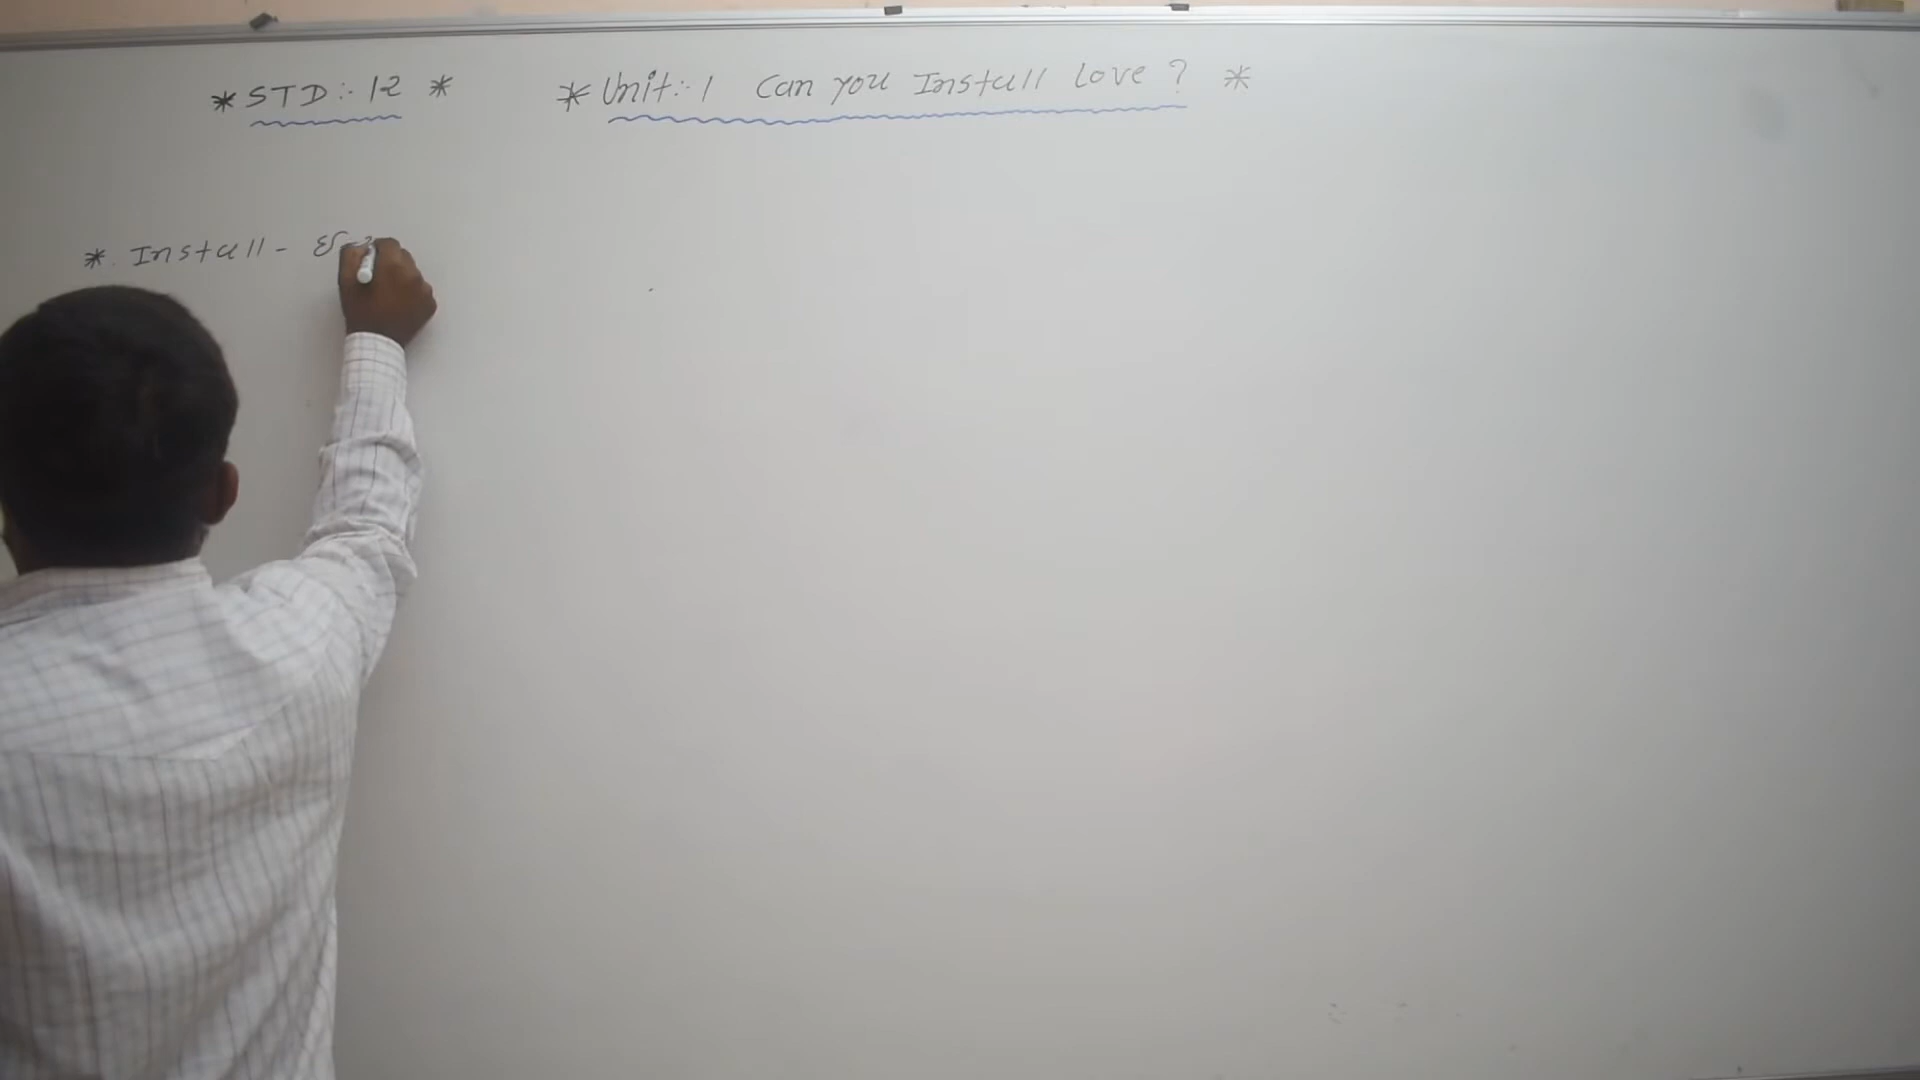 * STD:- 12 *
* Unit:- 1 Can you Install Love ? *
* Install -